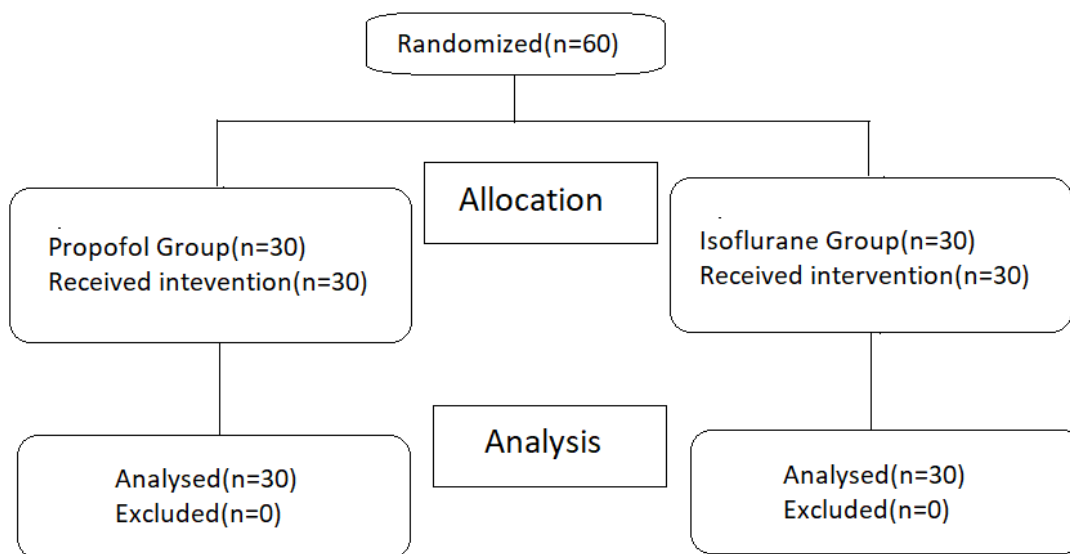 Randomized(n=60)
Allocation
Propofol Group(n=30)
Received intevention(n=30)
Isoflurane Group(n=30)
Received intervention(n=30)
Analysis
Analysed(n=30)
Excluded(n=0)
Analysed(n=30)
Excluded(n=0)